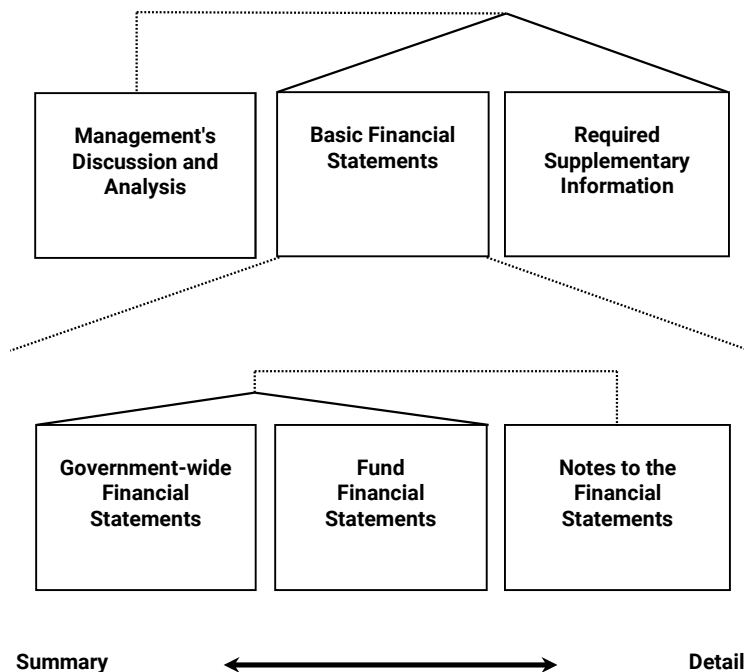 Management's
Discussion and
Analysis
Basic Financial
Statements
Required
Supplementary
Information
Government-wide
Financial
Statements
Fund
Financial
Statements
Notes to the
Financial
Statements
Summary
Detail